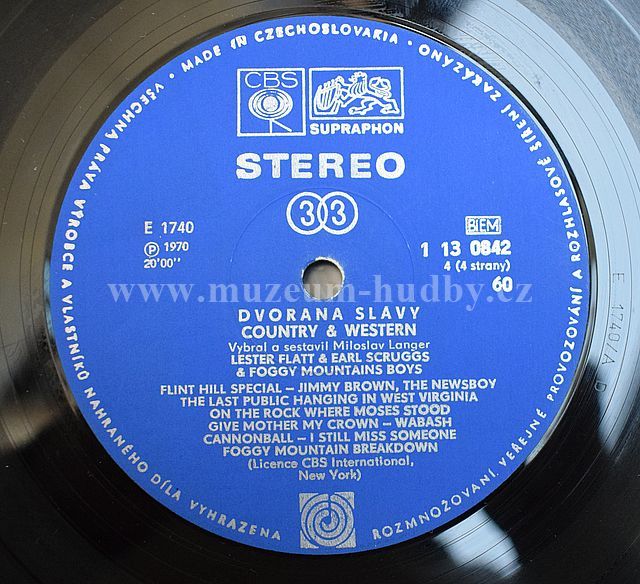 VŠECHNA PRÁVA VÝROBCE A VLASTNÍKŮ NAHRANÉHO DÍLA VYHRAZENA
• MADE IN CZECHOSLOVAKIA •
ROZMNOŽOVÁNÍ, VEŘEJNÉ PROVOZOVÁNÍ A ROZHLASOVÉ ŠÍŘENÍ ZAKÁZÁNO
CBS
SUPRAPHON
STEREO
33
E 1740
BIEM
Ⓟ 1970
1 13 0842
20'00''
4 (4 strany)
60
www.muzeum-hudby.cz
DVORANA SLÁVY
COUNTRY & WESTERN
Vybral a sestavil Miloslav Langer
LESTER FLATT & EARL SCRUGGS
& FOGGY MOUNTAINS BOYS
FLINT HILL SPECIAL – JIMMY BROWN, THE NEWSBOY
THE LAST PUBLIC HANGING IN WEST VIRGINIA
ON THE ROCK WHERE MOSES STOOD
GIVE MOTHER MY CROWN – WABASH
CANNONBALL – I STILL MISS SOMEONE
FOGGY MOUNTAIN BREAKDOWN
(Licence CBS International,
New York)
E 1740/A D